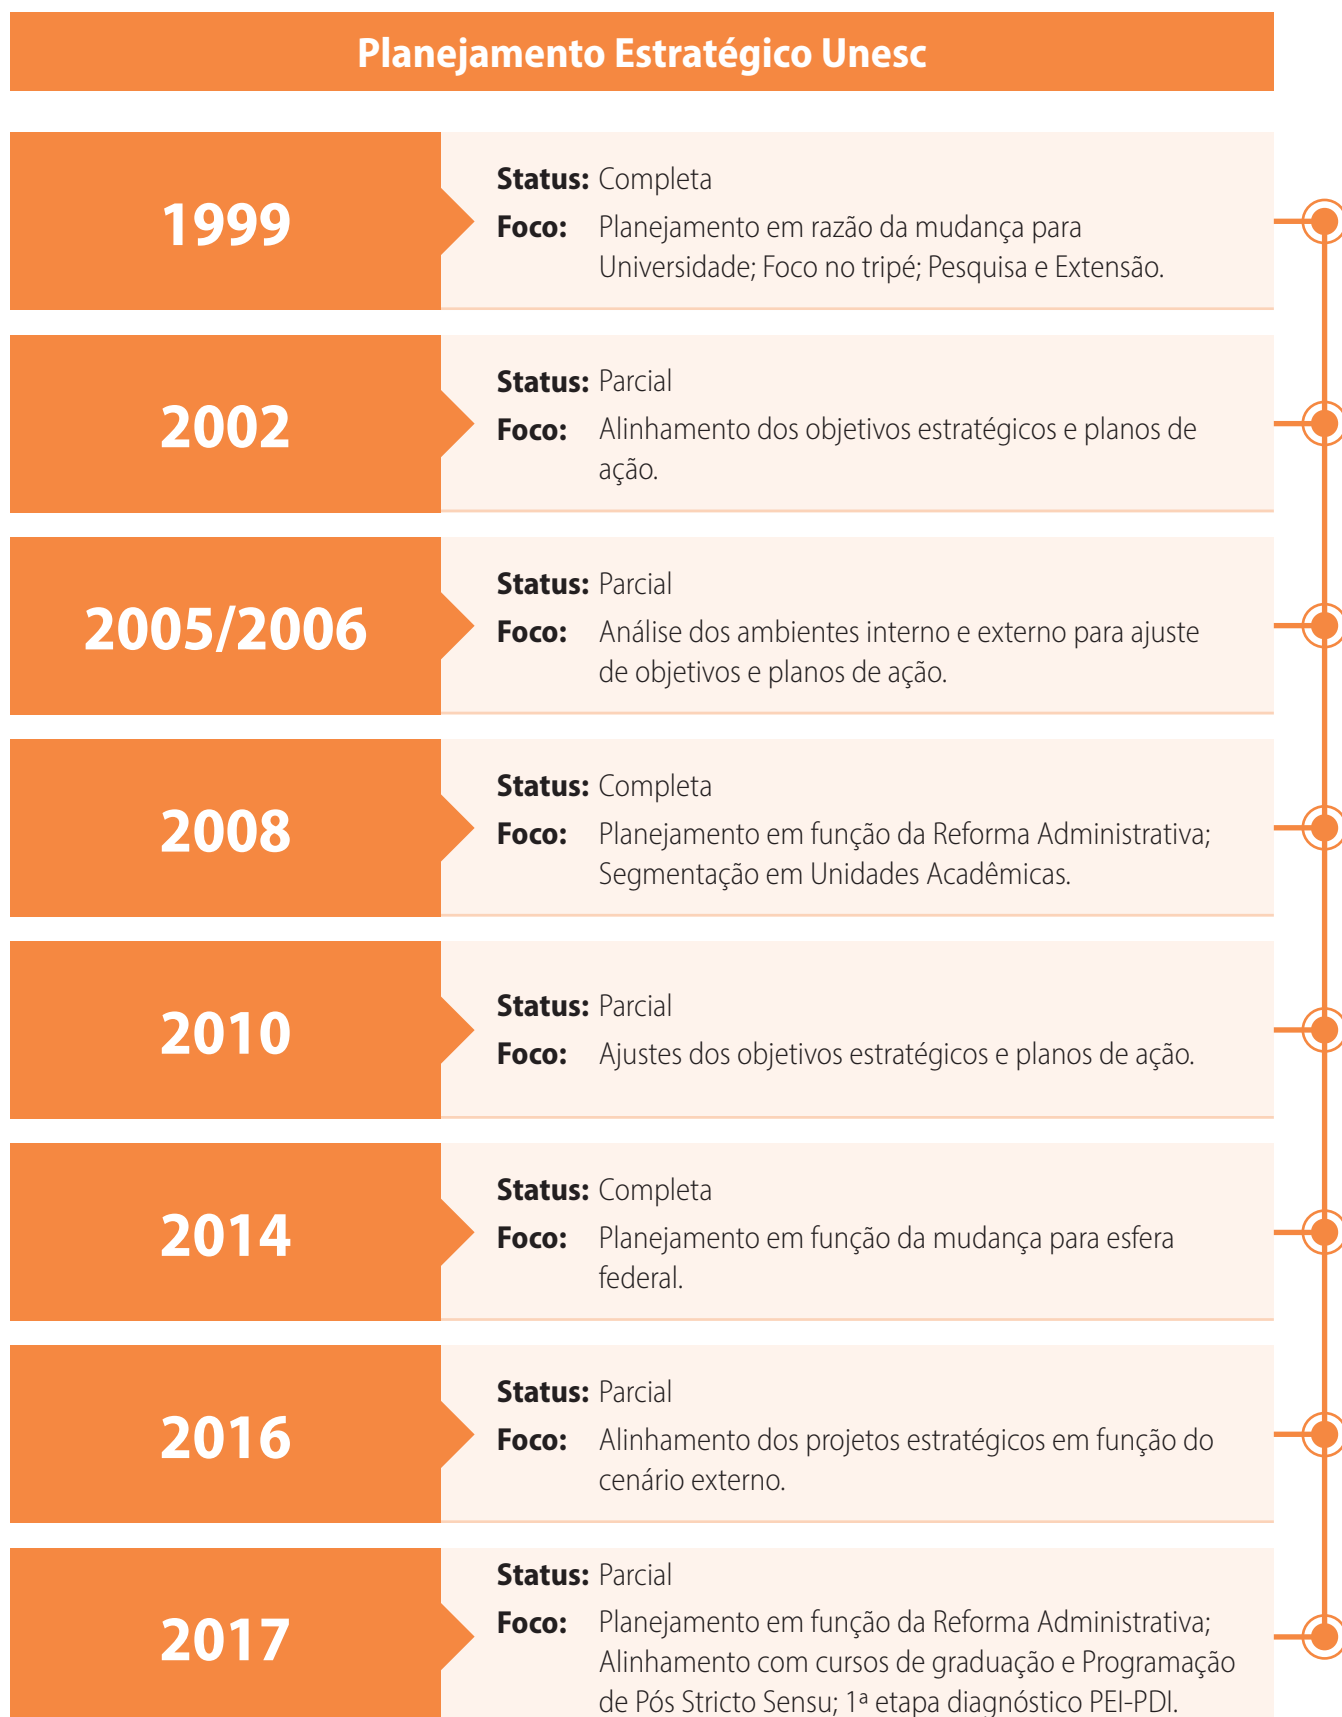 Planejamento Estratégico Unesc
1999
Status: Completa
Foco: Planejamento em razão da mudança para
Universidade; Foco no tripé; Pesquisa e Extensão.
2002
Status: Parcial
Foco: Alinhamento dos objetivos estratégicos e planos de
ação.
2005/2006
Status: Parcial
Foco: Análise dos ambientes interno e externo para ajuste
de objetivos e planos de ação.
2008
Status: Completa
Foco: Planejamento em função da Reforma Administrativa;
Segmentação em Unidades Acadêmicas.
2010
Status: Parcial
Foco: Ajustes dos objetivos estratégicos e planos de ação.
2014
Status: Completa
Foco: Planejamento em função da mudança para esfera
federal.
2016
Status: Parcial
Foco: Alinhamento dos projetos estratégicos em função do
cenário externo.
2017
Status: Parcial
Foco: Planejamento em função da Reforma Administrativa;
Alinhamento com cursos de graduação e Programação
de Pós Stricto Sensu; 1ª etapa diagnóstico PEI-PDI.